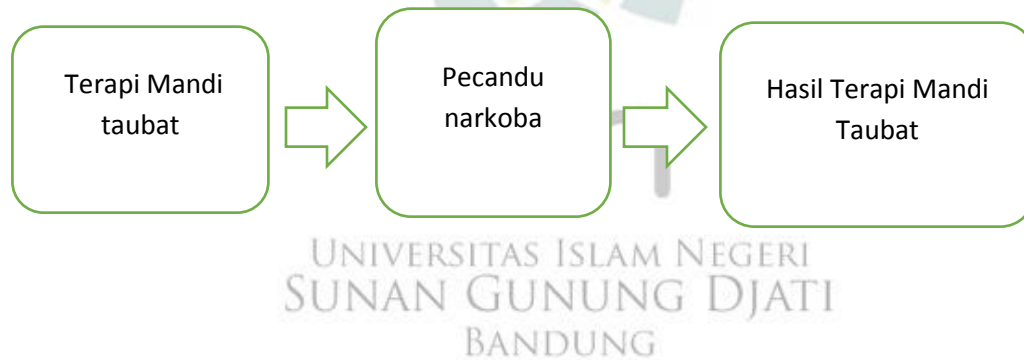 Terapi Mandi
taubat
Pecandu
narkoba
Hasil Terapi Mandi
Taubat
UNIVERSITAS ISLAM NEGERI
SUNAN GUNUNG DJATI
BANDUNG